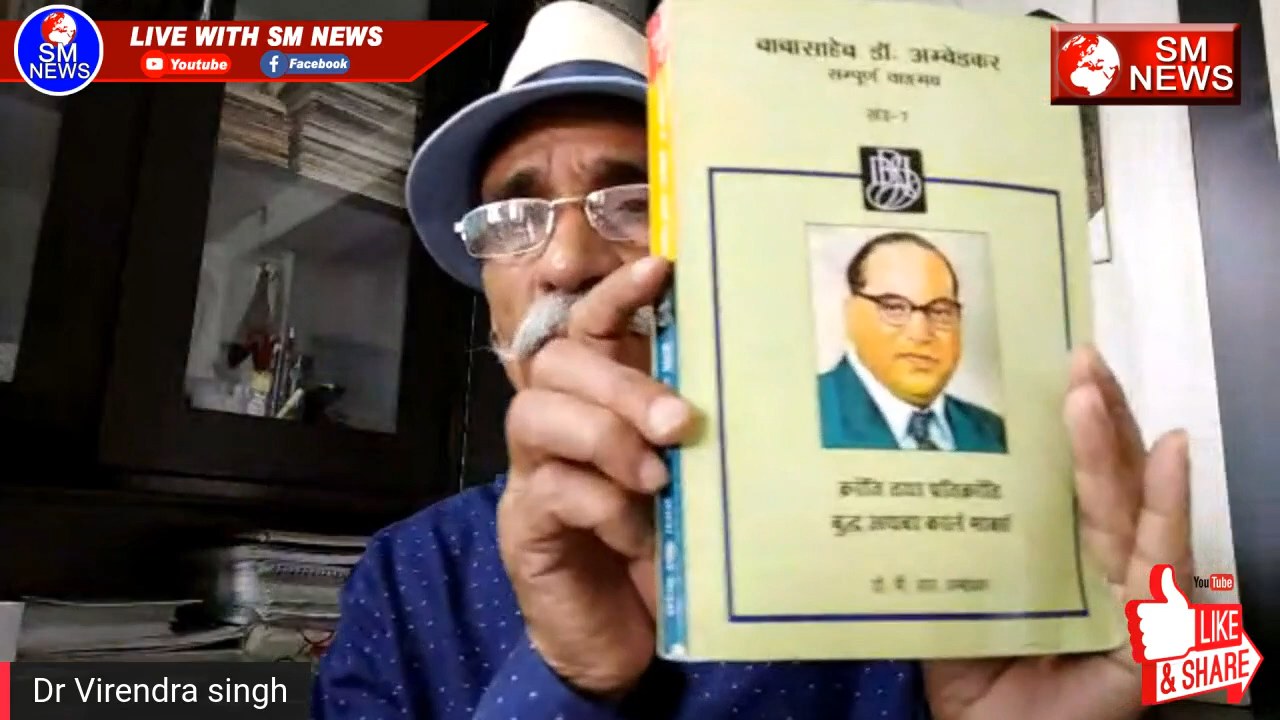 LIVE WITH SM NEWS
Youtube Facebook
SM
NEWS
SM
NEWS
बाबासाहेब डॉ. अम्बेडकर
सम्पूर्ण वाङ्मय
खंड-7
क्रांति तथा प्रतिक्रांति
बुद्ध अथवा कार्ल मार्क्स
YouTube
LIKE
& SHARE
Dr Virendra singh